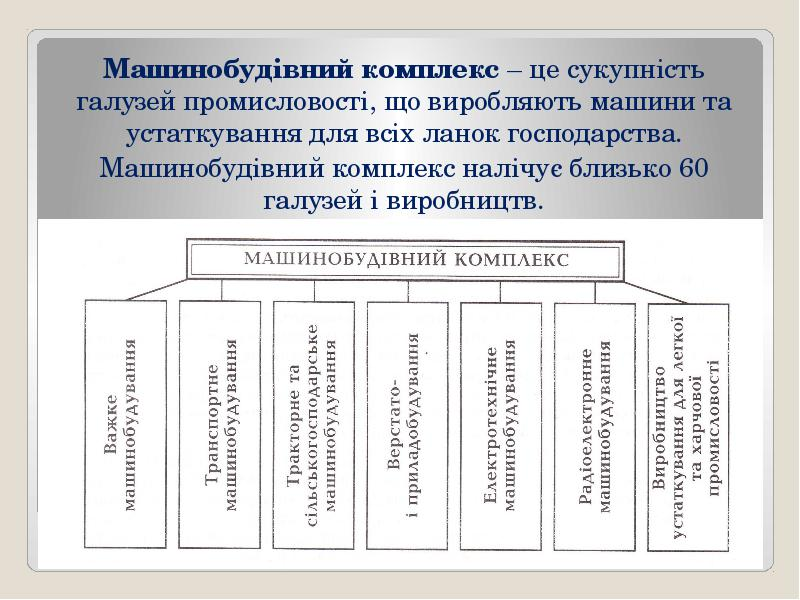 Машинобудівний комплекс – це сукупність
галузей промисловості, що виробляють машини та
устаткування для всіх ланок господарства.
Машинобудівний комплекс налічує близько 60
галузей і виробництв.
МАШИНОБУДІВНИЙ КОМПЛЕКС
Важке
машинобудування
Транспортне
машинобудування
Тракторне та
сільськогосподарське
машинобудування
Верстато-
і приладобудування
Електротехнічне
машинобудування
Радіоелектронне
машинобудування
Виробництво
устаткування для легкої
та харчової
промисловості